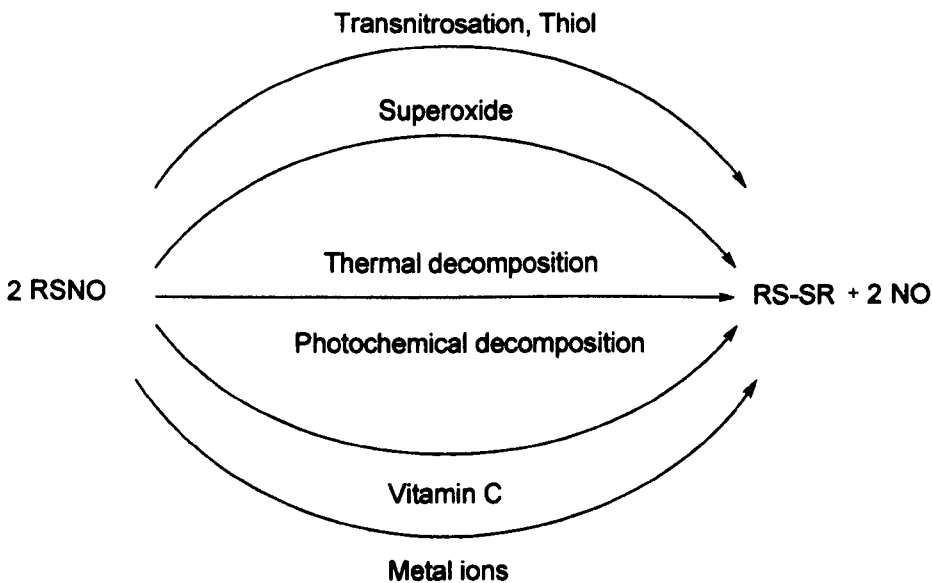 Transnitrosation, Thiol
Superoxide
Thermal decomposition
2 RSNO
RS-SR + 2 NO
Photochemical decomposition
Vitamin C
Metal ions